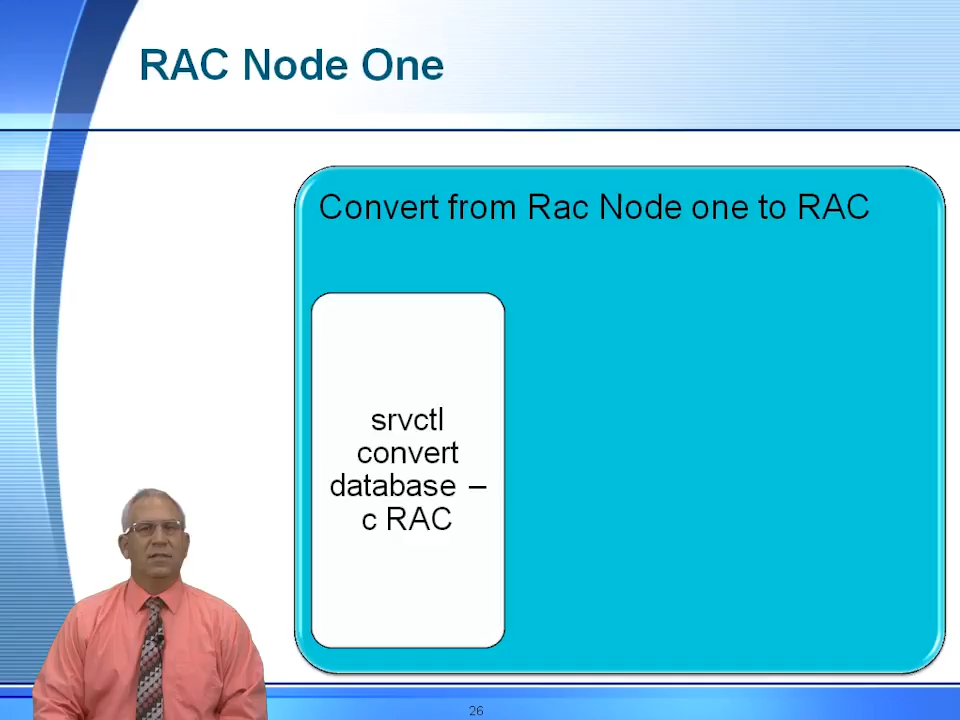 RAC Node One
Convert from Rac Node one to RAC
srvctl
convert
database –
c RAC
26